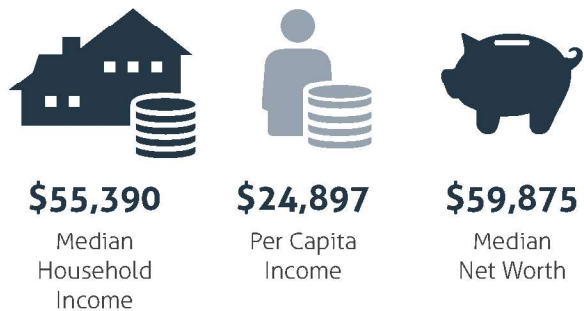 $55,390
Median
Household
Income
$24,897
Per Capita
Income
$59,875
Median
Net Worth